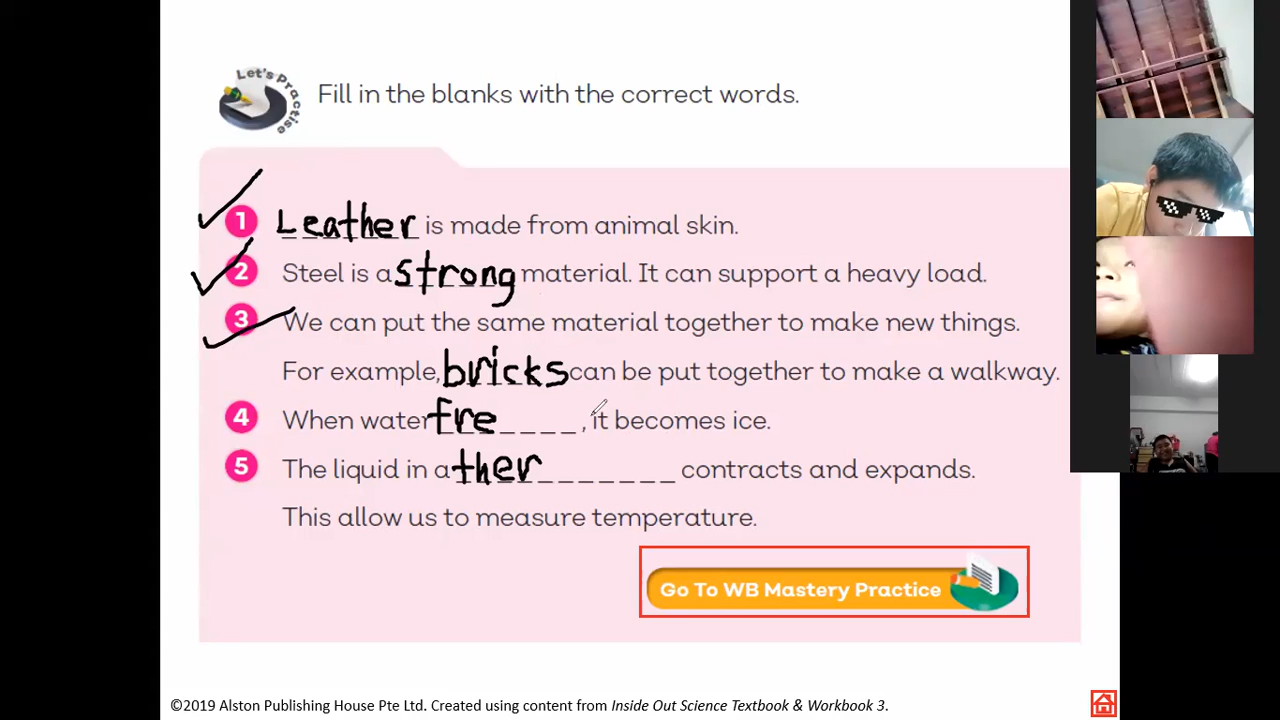 Let's Practise
Fill in the blanks with the correct words.
1 Leather is made from animal skin.
2 Steel is a strong material. It can support a heavy load.
3 We can put the same material together to make new things.
For example, bricks can be put together to make a walkway.
4 When water fre_ _ _ _, it becomes ice.
5 The liquid in a ther_ _ _ _ _ _ _ contracts and expands.
This allow us to measure temperature.
Go To WB Mastery Practice
©2019 Alston Publishing House Pte Ltd. Created using content from Inside Out Science Textbook & Workbook 3.